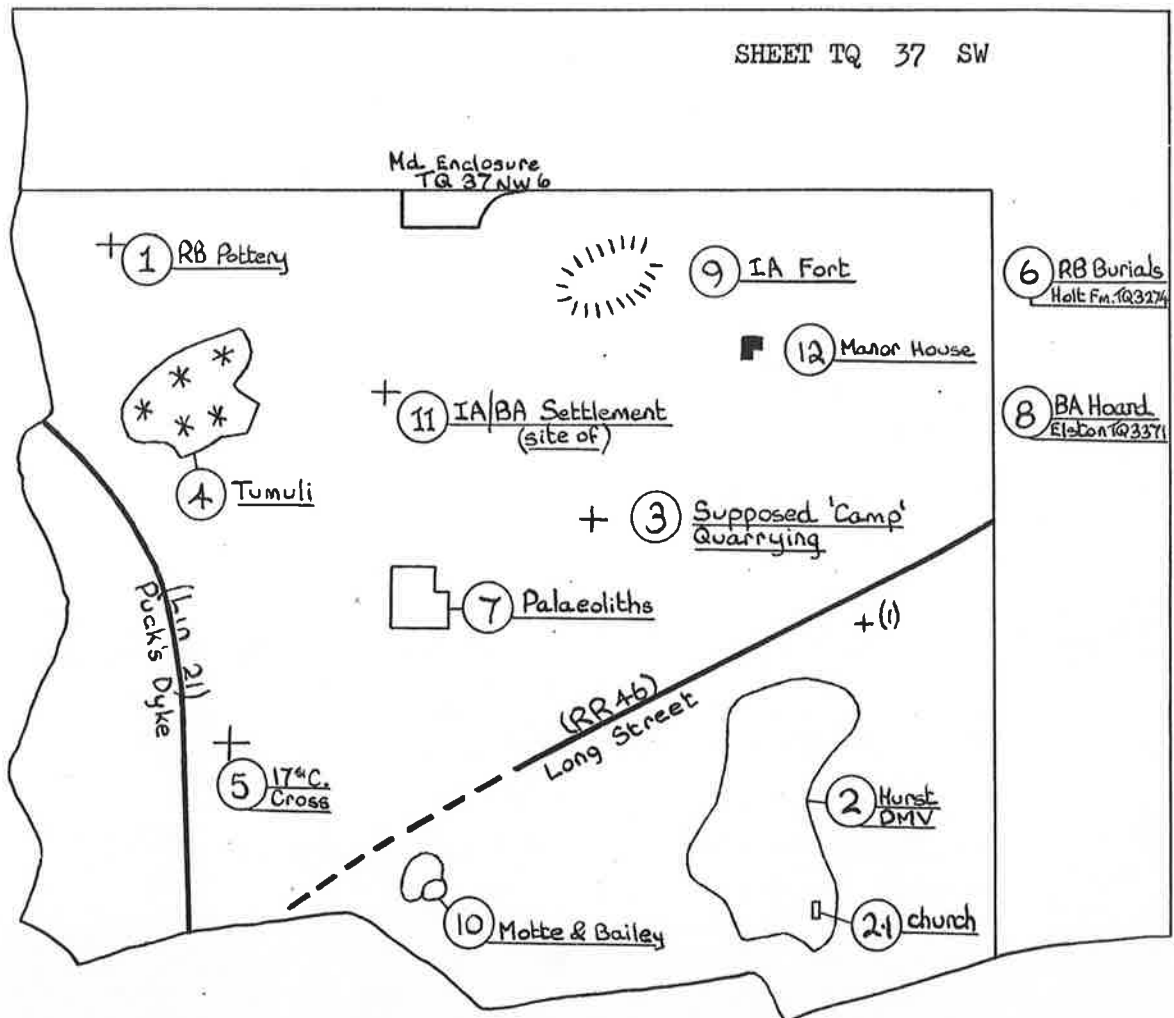 SHEET TQ 37 SW
Md Enclosure
TQ 37 NW 6
1 RB Pottery
9 IA Fort
6 RB Burials
Holt Fm. TQ3274
12 Manor House
11 IA/BA Settlement
(site of)
8 BA Hoard
Elston TQ3371
4 Tumuli
3 Supposed 'Camp'
Quarrying
7 Palaeoliths
(1)
(Lin 21)
Puck's Dyke
(RR46)
Long Street
5 17th C.
Cross
2 Hurst
DMV
10 Motte & Bailey
2.1 church